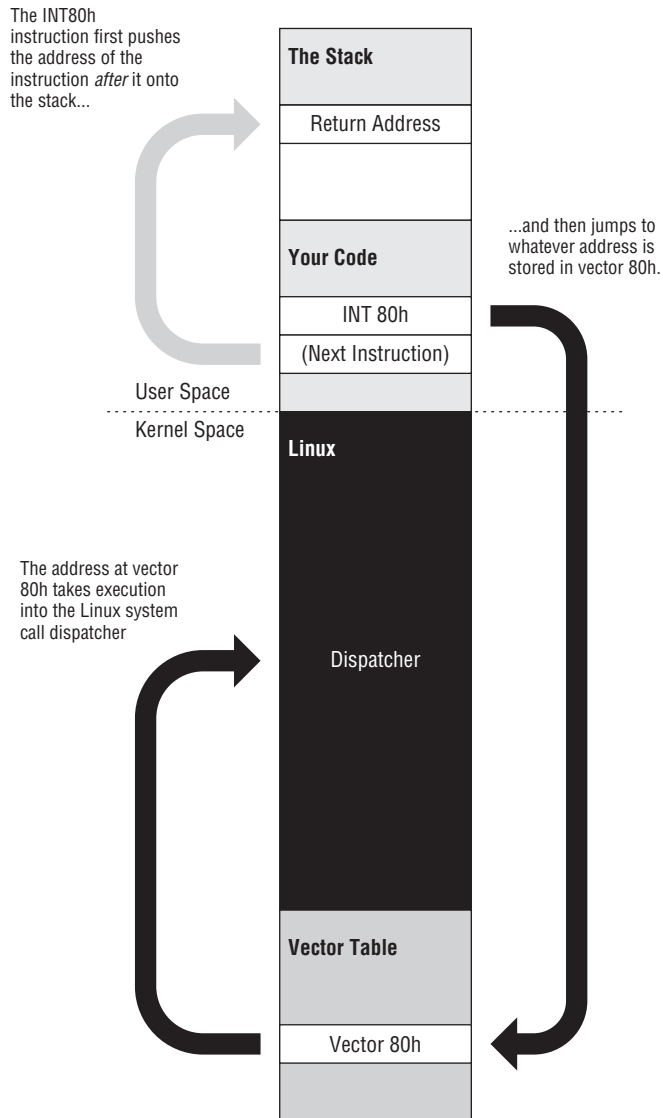 The INT80h
instruction first pushes
the address of the
instruction after it onto
the stack...
The Stack
Return Address
...and then jumps to
whatever address is
stored in vector 80h.
Your Code
INT 80h
(Next Instruction)
User Space
Kernel Space
Linux
The address at vector
80h takes execution
into the Linux system
call dispatcher
Dispatcher
Vector Table
Vector 80h